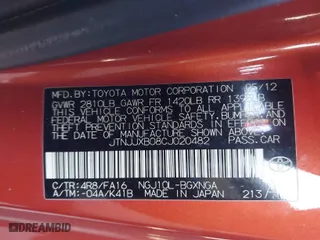 MFD. BY:TOYOTA MOTOR CORPORATION 05/12
GVWR 2810LB GAWR FR 1420LB RR 1395LB
THIS VEHICLE CONFORMS TO ALL APPLICABLE
FEDERAL MOTOR VEHICLE SAFETY, BUMPER,
AND THEFT PREVENTION STANDARDS IN EFFECT
ON THE DATE OF MANUFACTURE SHOWN ABOVE.
JTNJJXB08CJ020482
PASS. CAR
C/TR: 4R8/FA16 NGJ10L-BGXNGA
A/TM: -04A/K41B MADE IN JAPAN 2137